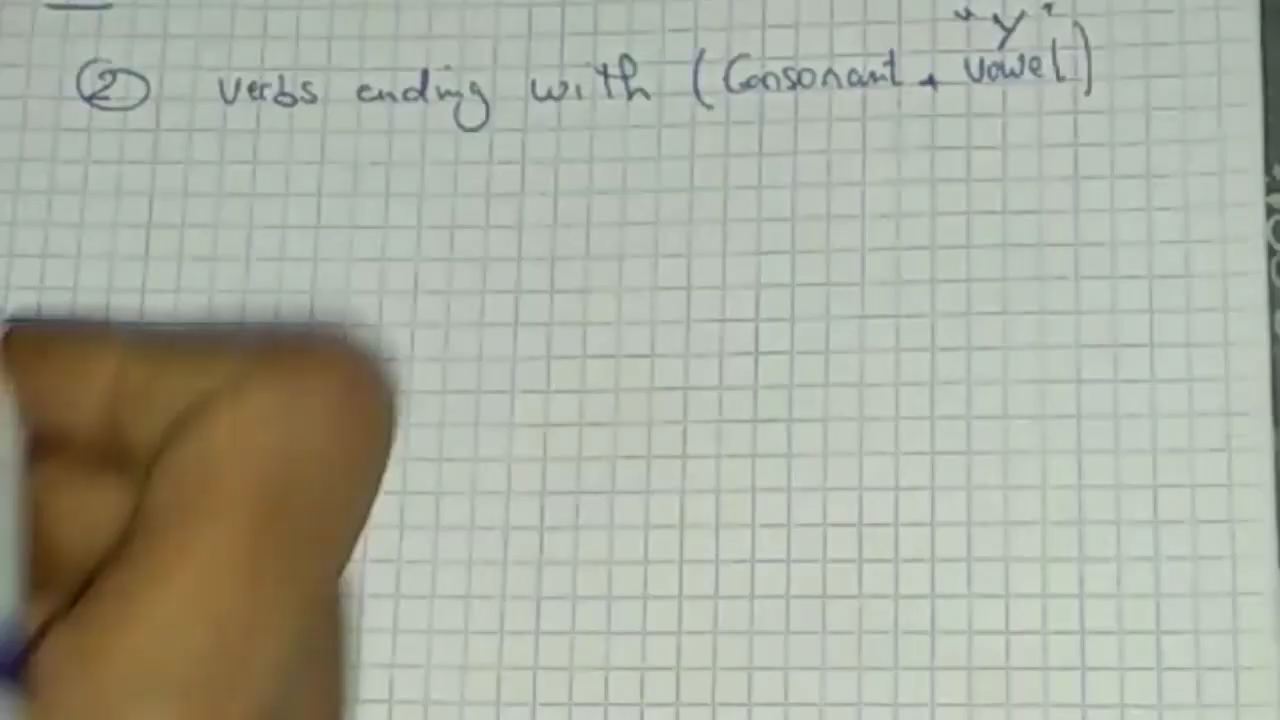 "y"
② verbs ending with (Consonant + vowel)